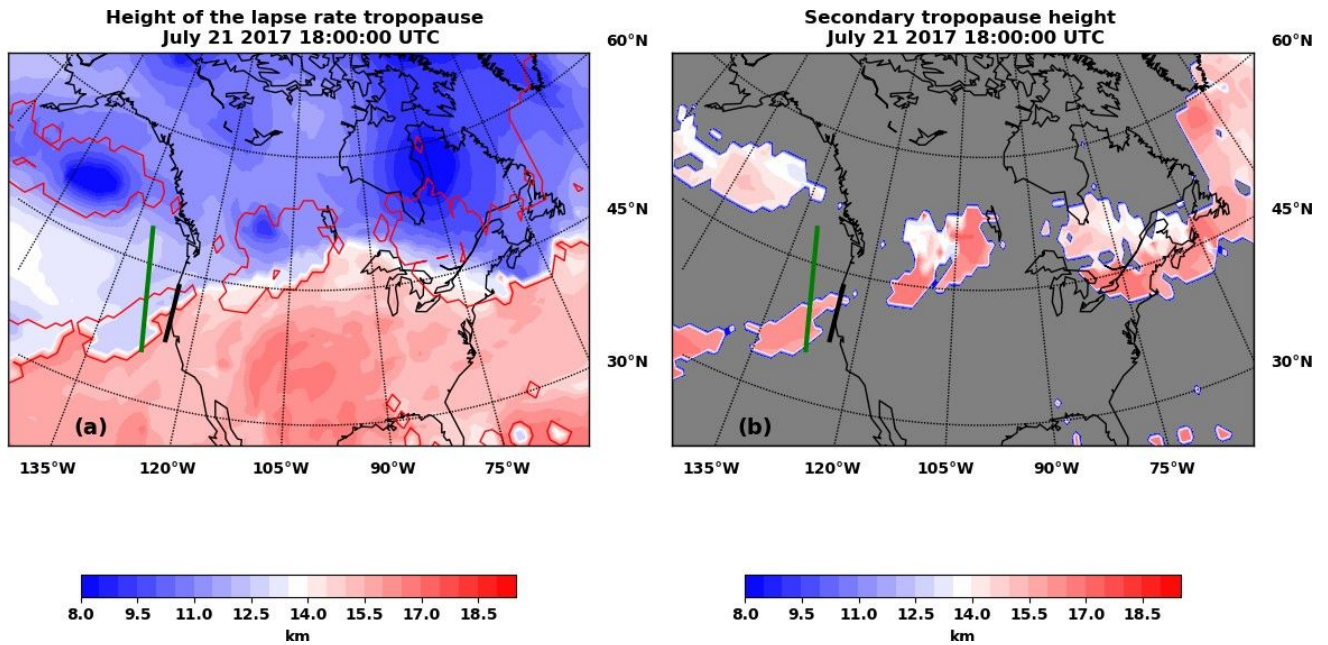 Height of the lapse rate tropopause
July 21 2017 18:00:00 UTC
60°N
45°N
30°N
(a)
135°W 120°W 105°W 90°W 75°W
8.0 9.5 11.0 12.5 14.0 15.5 17.0 18.5
km
Secondary tropopause height
July 21 2017 18:00:00 UTC
60°N
45°N
30°N
(b)
135°W 120°W 105°W 90°W 75°W
8.0 9.5 11.0 12.5 14.0 15.5 17.0 18.5
km